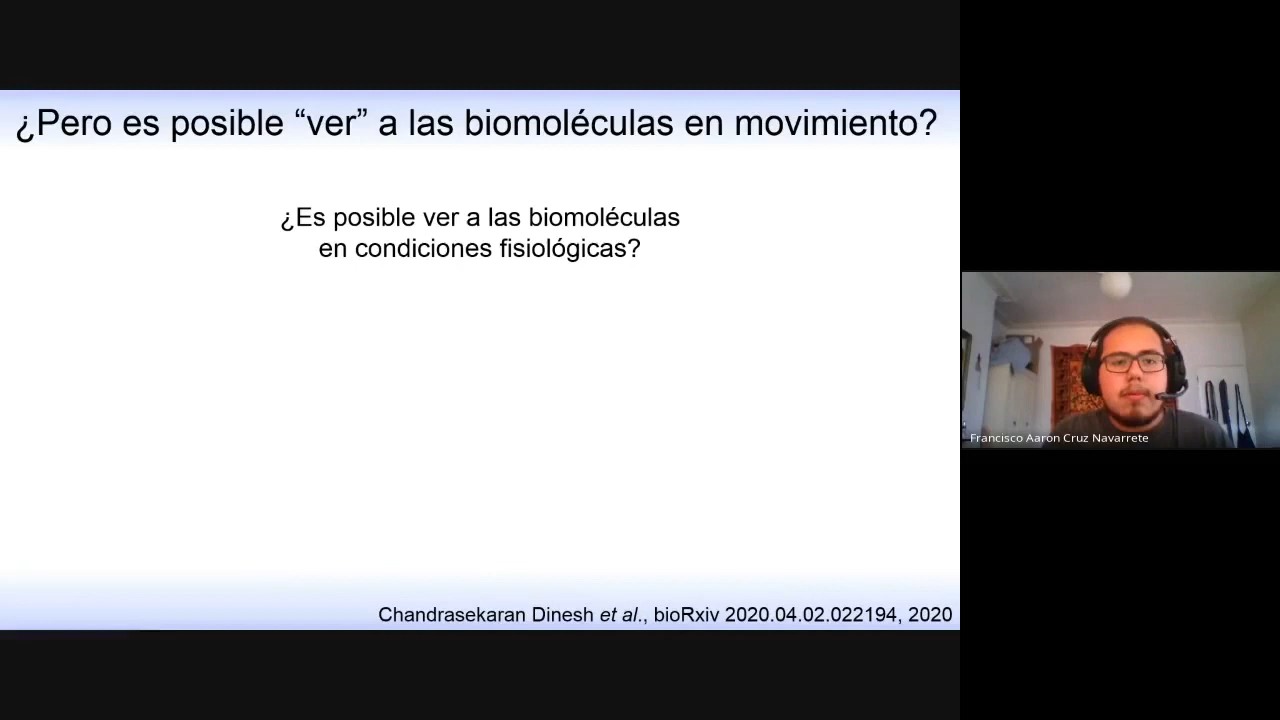 ¿Pero es posible “ver” a las biomoléculas en movimiento?
¿Es posible ver a las biomoléculas
en condiciones fisiológicas?
Chandrasekaran Dinesh et al., bioRxiv 2020.04.02.022194, 2020
Francisco Aaron Cruz Navarrete